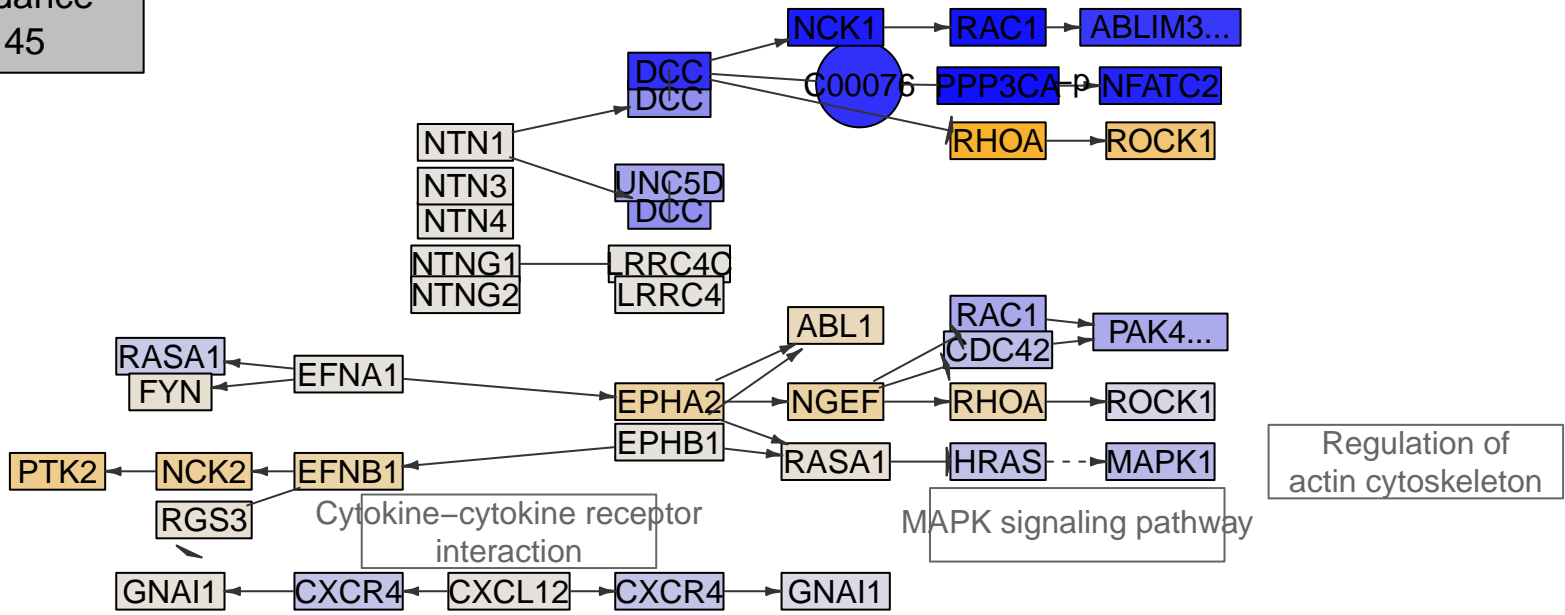 45
NCK1
RAC1
ABLIM3...
DCC
DCC
C00076
PPP3CA
-p
NFATC2
NTN1
RHOA
ROCK1
NTN3
NTN4
UNC5D
DCC
NTNG1
NTNG2
LRRC4C
LRRC4
RASA1
FYN
EFNA1
ABL1
RAC1
CDC42
PAK4...
EPHA2
EPHB1
NGEF
RHOA
ROCK1
PTK2
NCK2
EFNB1
RASA1
HRAS
MAPK1
Regulation of
actin cytoskeleton
RGS3
Cytokine–cytokine receptor
interaction
MAPK signaling pathway
GNAI1
CXCR4
CXCL12
CXCR4
GNAI1